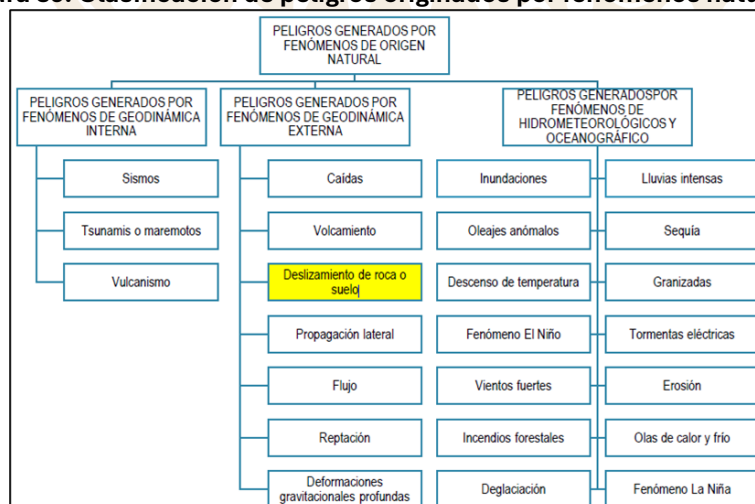 PELIGROS GENERADOS POR
FENÓMENOS DE ORIGEN
NATURAL
PELIGROS GENERADOS POR
FENÓMENOS DE GEODINÁMICA
INTERNA
Sismos
Tsunamis o maremotos
Vulcanismo
PELIGROS GENERADOS POR
FENÓMENOS DE GEODINÁMICA
EXTERNA
Caídas
Volcamiento
Deslizamiento de roca o
suelo
Propagación lateral
Flujo
Reptación
Deformaciones
gravitacionales profundas
PELIGROS GENERADOSPOR
FENÓMENOS DE
HIDROMETEOROLÓGICOS Y
OCEANOGRÁFICO
Inundaciones
Oleajes anómalos
Descenso de temperatura
Fenómeno El Niño
Vientos fuertes
Incendios forestales
Deglaciación
Lluvias intensas
Sequía
Granizadas
Tormentas eléctricas
Erosión
Olas de calor y frío
Fenómeno La Niña